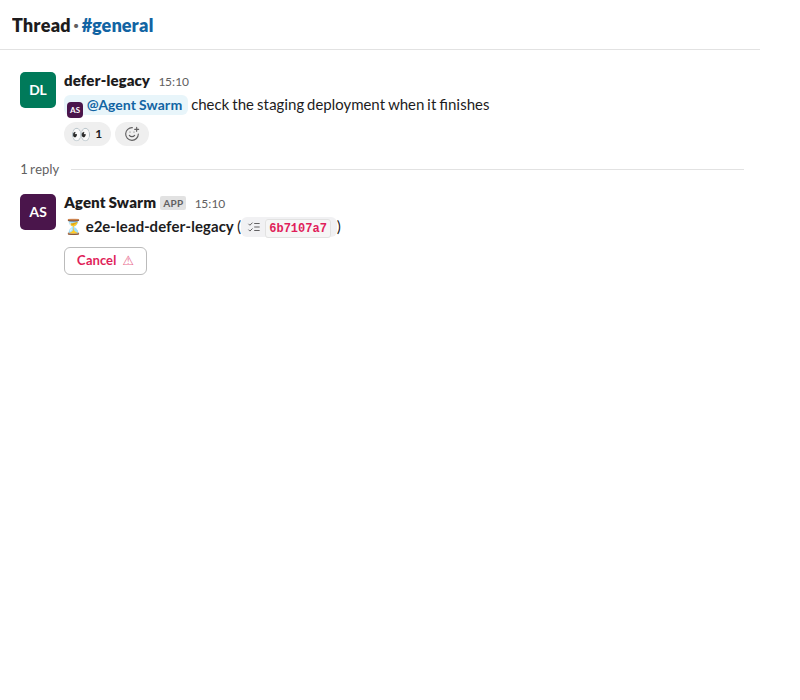 Thread • #general
DL
defer-legacy 15:10
AS @Agent Swarm check the staging deployment when it finishes
👀 1
1 reply
AS
Agent Swarm APP 15:10
⏳ e2e-lead-defer-legacy ( 6b7107a7 )
Cancel ⚠